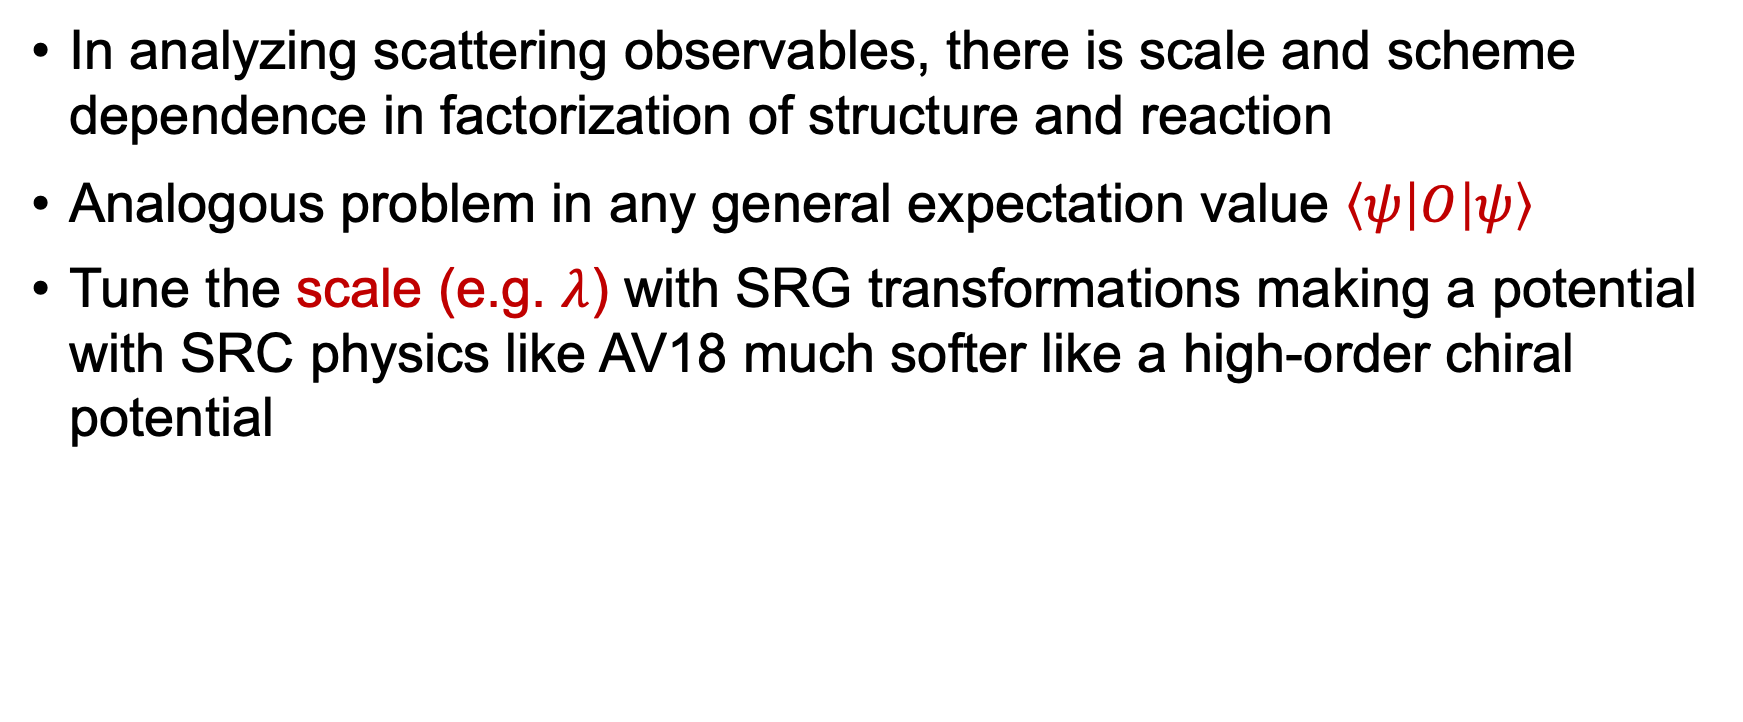 • In analyzing scattering observables, there is scale and scheme
dependence in factorization of structure and reaction
• Analogous problem in any general expectation value ⟨𝜓|𝑂|𝜓⟩
• Tune the scale (e.g. 𝜆) with SRG transformations making a potential
with SRC physics like AV18 much softer like a high-order chiral
potential